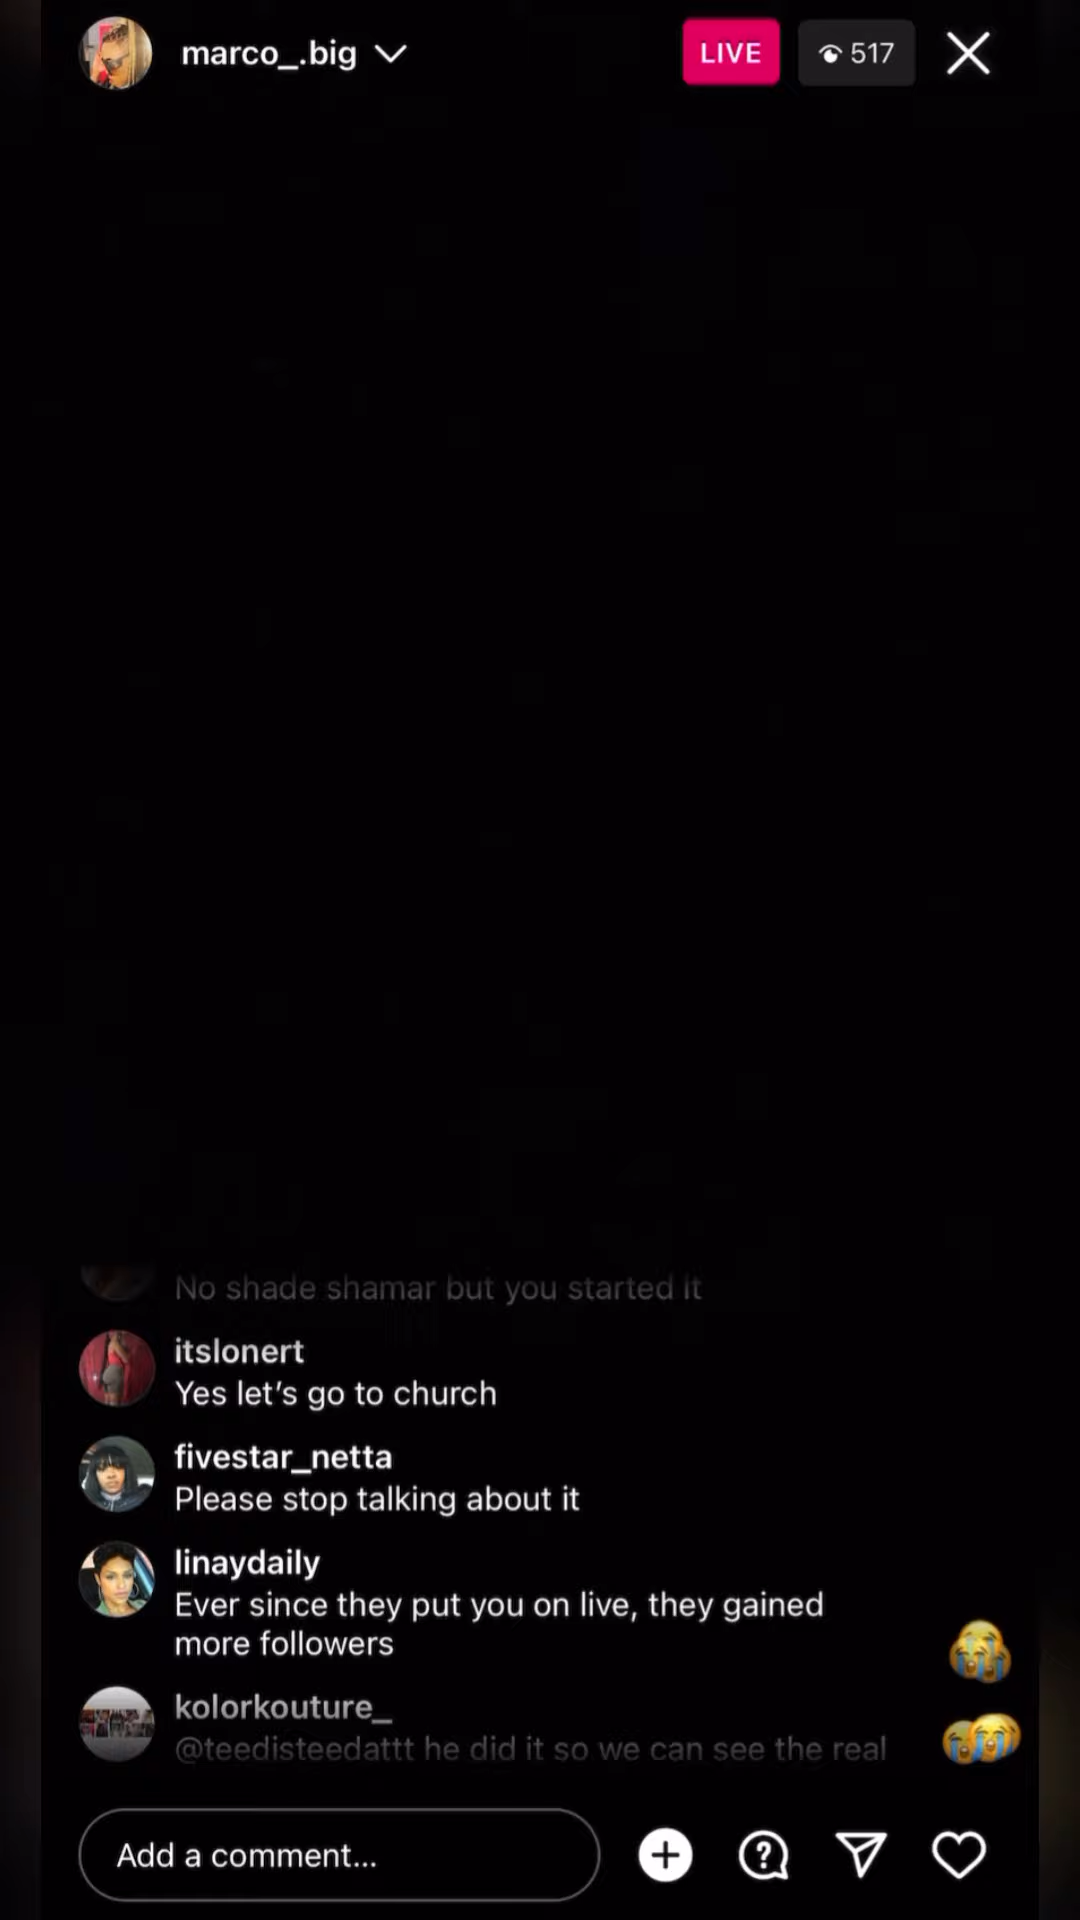 marco_.big
LIVE
517
No shade shamar but you started it
itslonert
Yes let's go to church
fivestar_netta
Please stop talking about it
linaydaily
Ever since they put you on live, they gained
more followers
kolorkouture_
@teedisteedattt he did it so we can see the real
Add a comment...